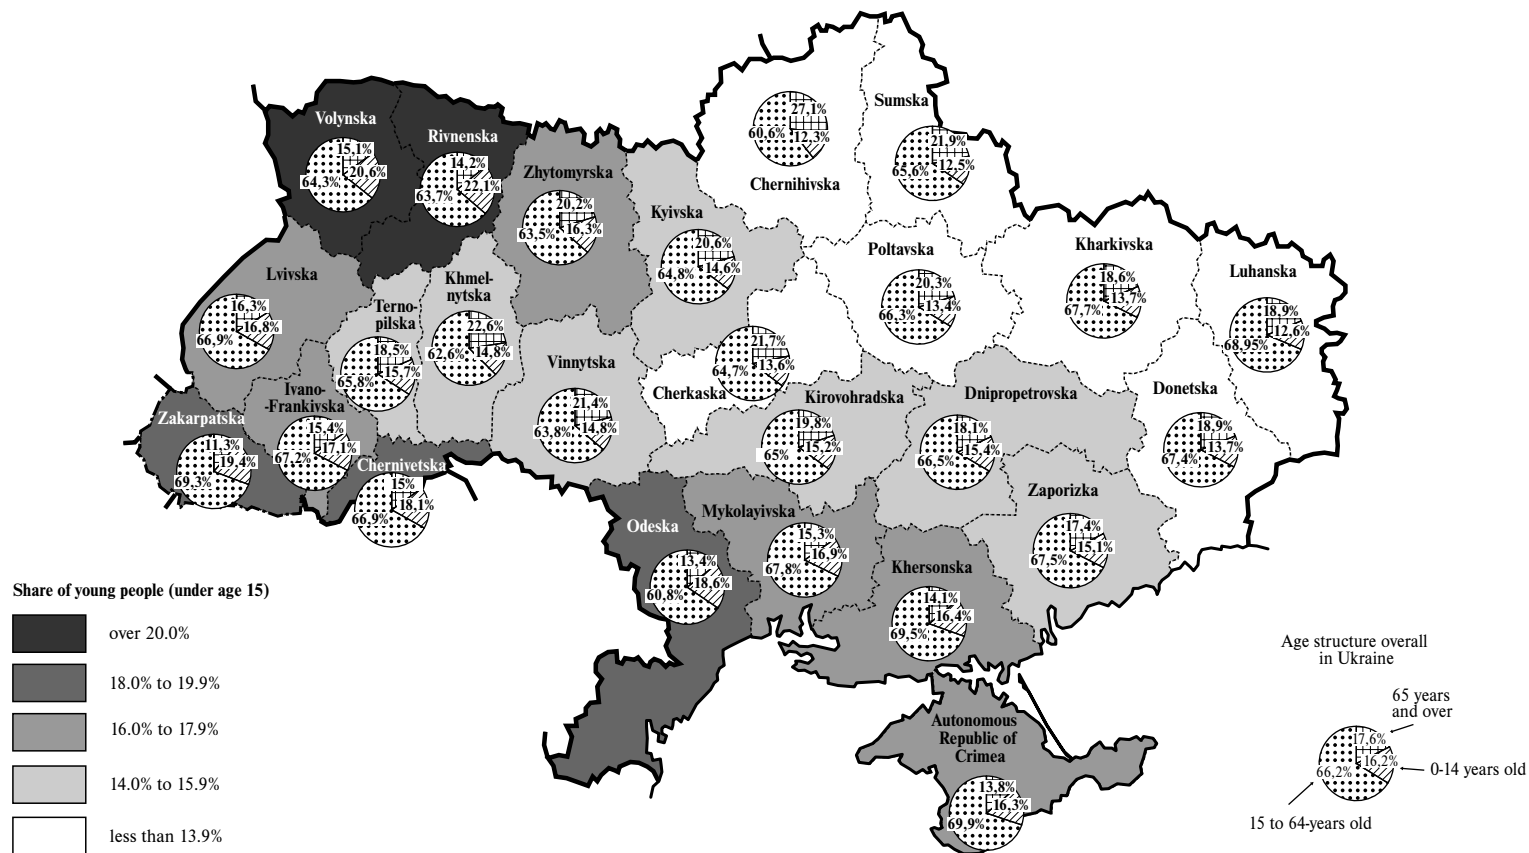 Volynska
15,1%
20,6%
64,3%
Rivnenska
14,2%
22,1%
63,7%
Zhytomyrska
20,2%
16,3%
63,5%
Kyivska
20,6%
14,6%
64,8%
27,1%
12,3%
60,6%
Chernihivska
Sumska
21,9%
12,5%
65,6%
Poltavska
20,3%
13,4%
66,3%
Kharkivska
18,6%
13,7%
67,7%
Luhanska
18,9%
12,6%
68,95%
Lvivska
16,3%
16,8%
66,9%
Terno-
pilska
18,5%
15,7%
65,8%
Khmel-
nytska
22,6%
14,8%
62,6%
Vinnytska
21,4%
14,8%
63,8%
Cherkaska
21,7%
13,6%
64,7%
Kirovohradska
19,8%
15,2%
65%
Dnipropetrovska
18,1%
15,4%
66,5%
Donetska
18,9%
13,7%
67,4%
Zakarpatska
11,3%
19,4%
69,3%
Ivano-
-Frankivska
15,4%
17,1%
67,2%
Chernivetska
15%
18,1%
66,9%
Odeska
13,4%
18,6%
60,8%
Mykolayivska
15,3%
16,9%
67,8%
Khersonska
14,1%
16,4%
69,5%
Zaporizka
17,4%
15,1%
67,5%
Autonomous
Republic of
Crimea
13,8%
16,3%
69,9%
Share of young people (under age 15)
over 20.0%
18.0% to 19.9%
16.0% to 17.9%
14.0% to 15.9%
less than 13.9%
Age structure overall
in Ukraine
65 years
and over
17,6%
16,2%
66,2%
0-14 years old
15 to 64-years old